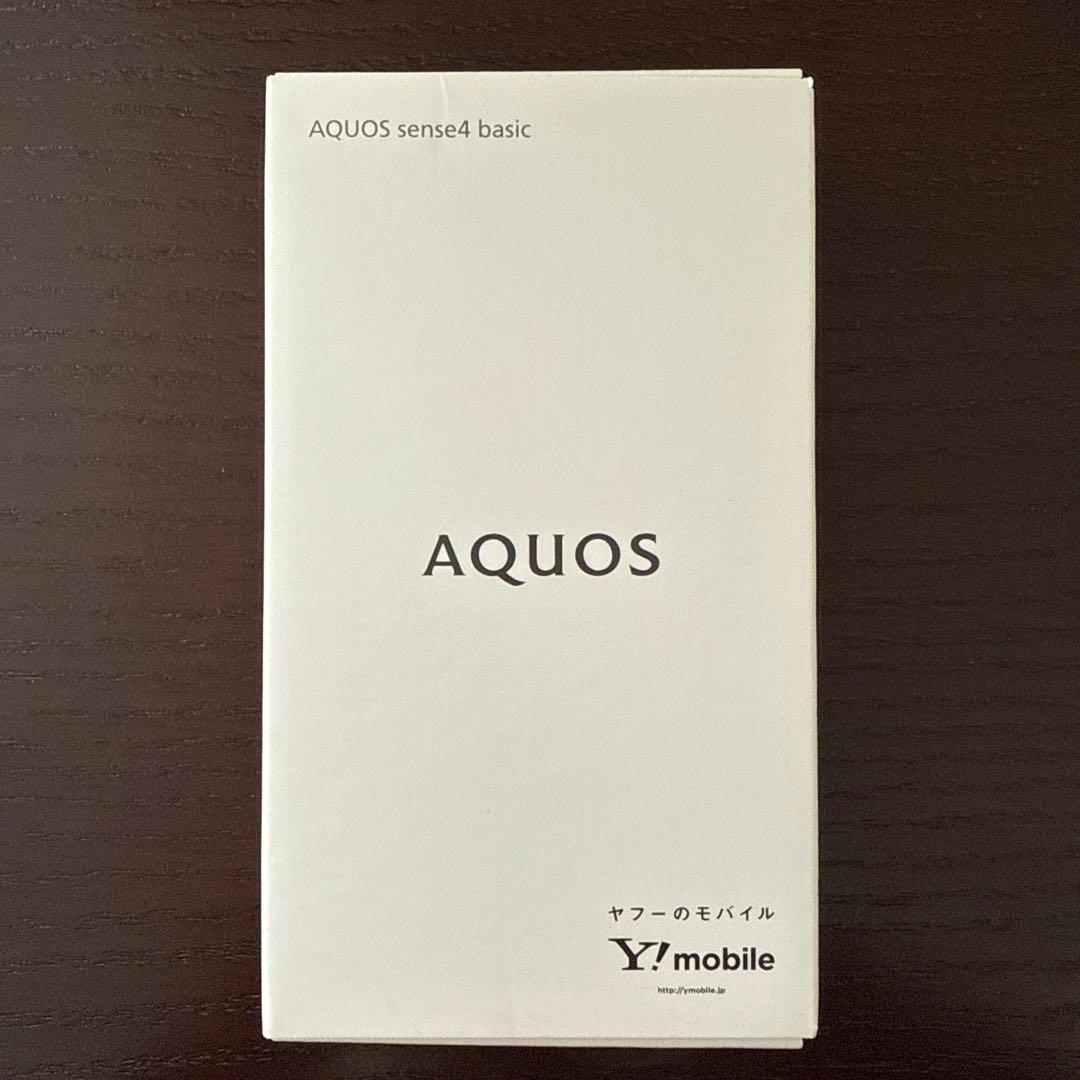 AQUOS sense4 basic
AQUOS
ヤフーのモバイル
Y!mobile
http://ymobile.jp